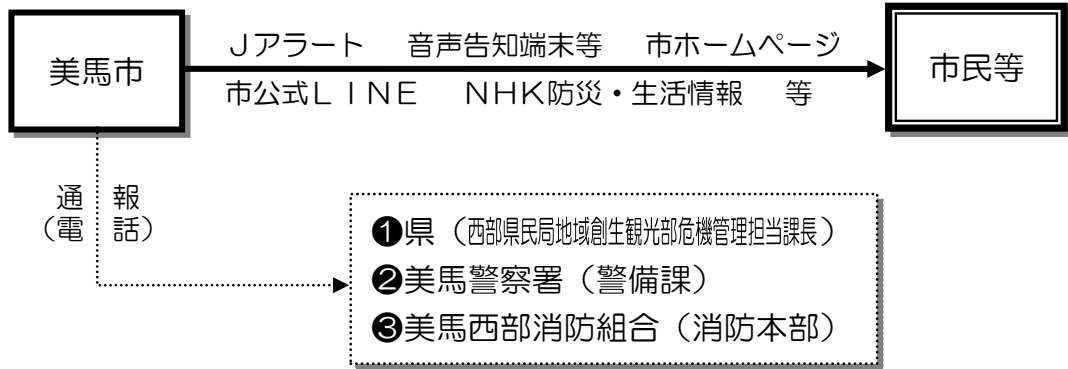 美馬市
Ｊアラート　音声告知端末等　市ホームページ
市公式ＬＩＮＥ　ＮＨＫ防災・生活情報　等
市民等
通報
（電話）
❶県（西部県民局地域創生観光部危機管理担当課長）
❷美馬警察署（警備課）
❸美馬西部消防組合（消防本部）